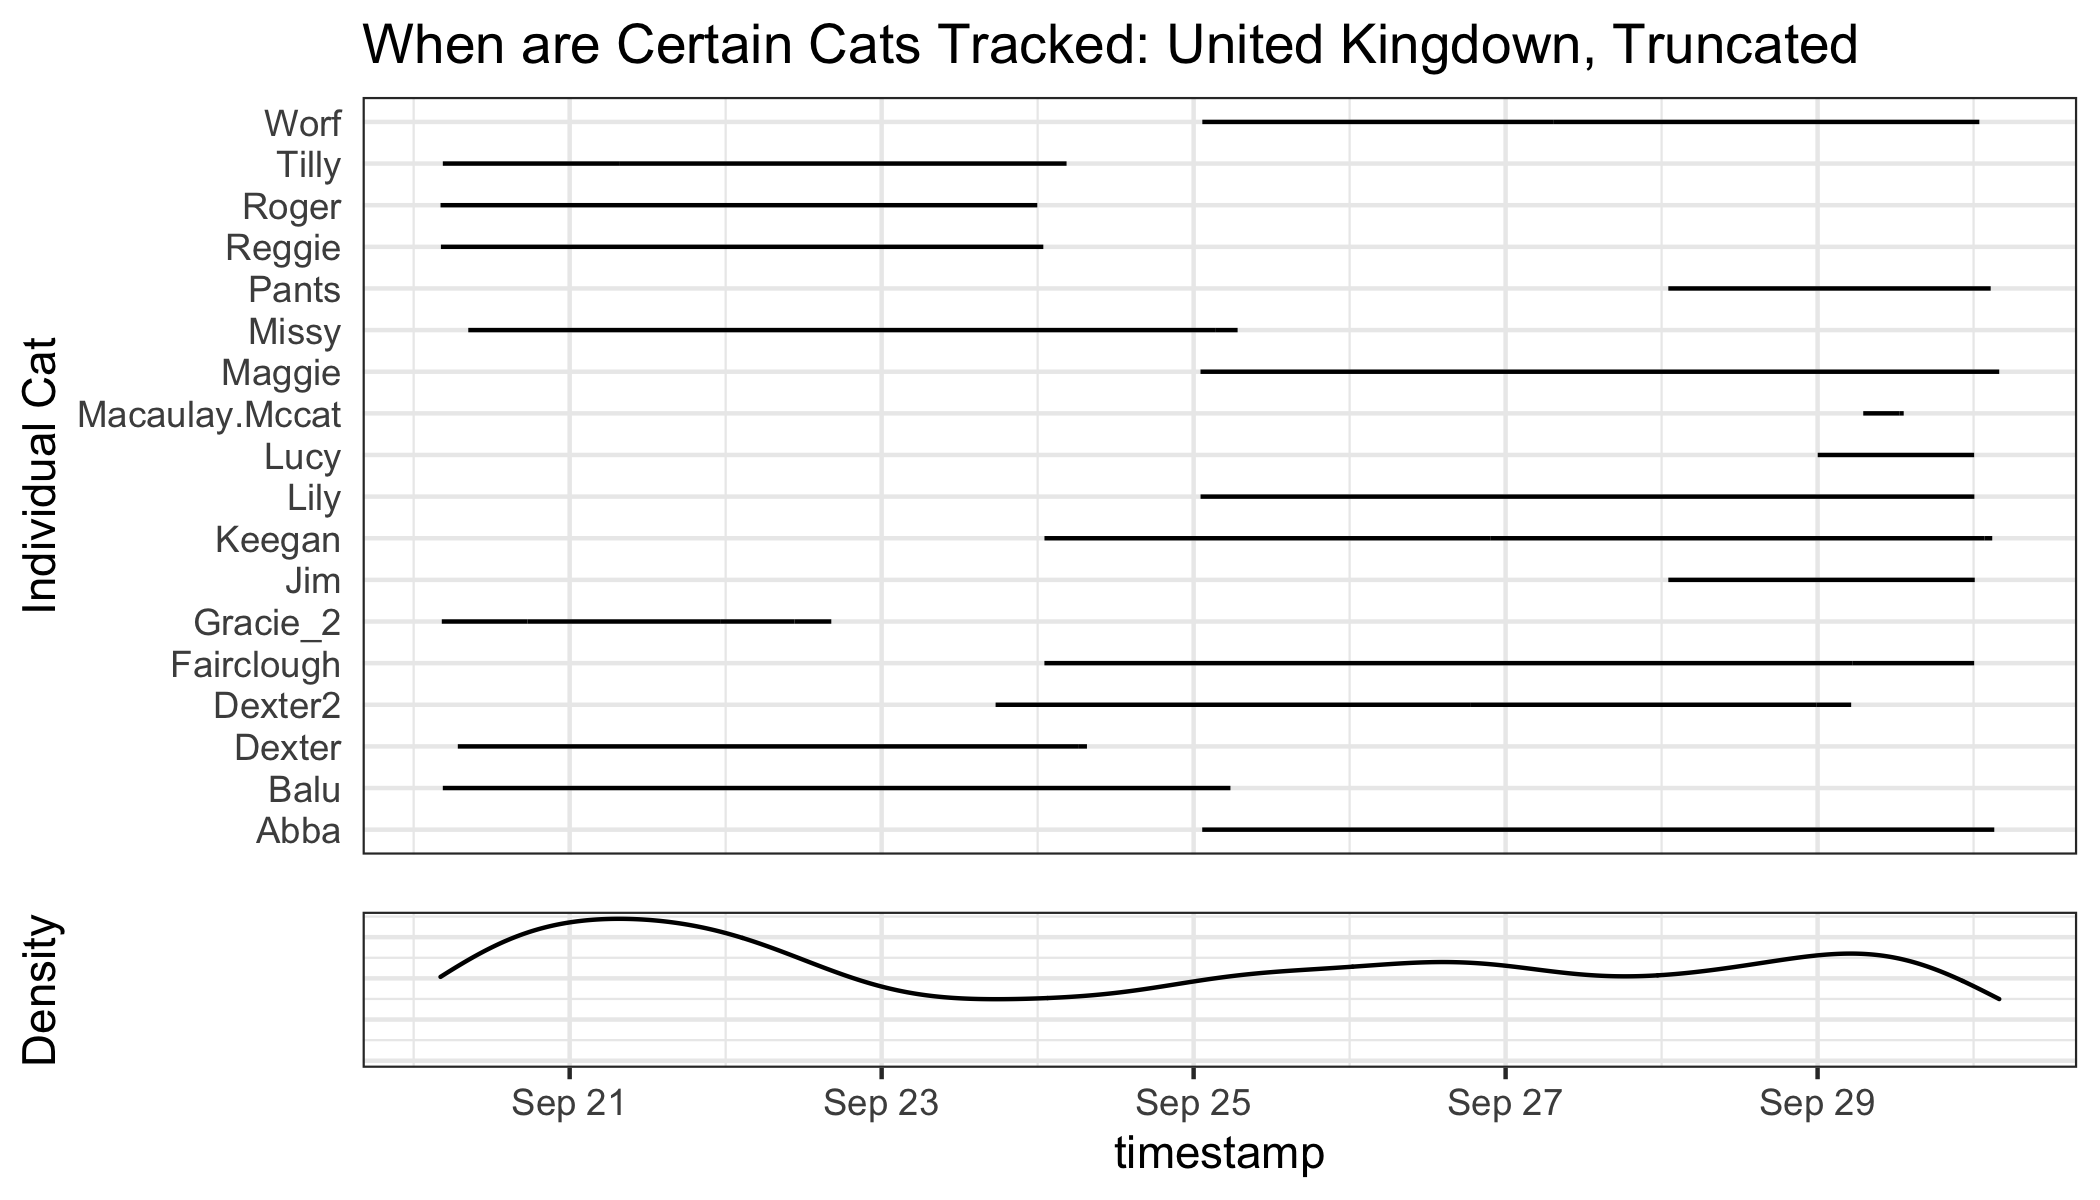 When are Certain Cats Tracked: United Kingdown, Truncated
Individual Cat
Worf
Tilly
Roger
Reggie
Pants
Missy
Maggie
Macaulay.Mccat
Lucy
Lily
Keegan
Jim
Gracie_2
Fairclough
Dexter2
Dexter
Balu
Abba
Density
Sep 21
Sep 23
Sep 25
Sep 27
Sep 29
timestamp